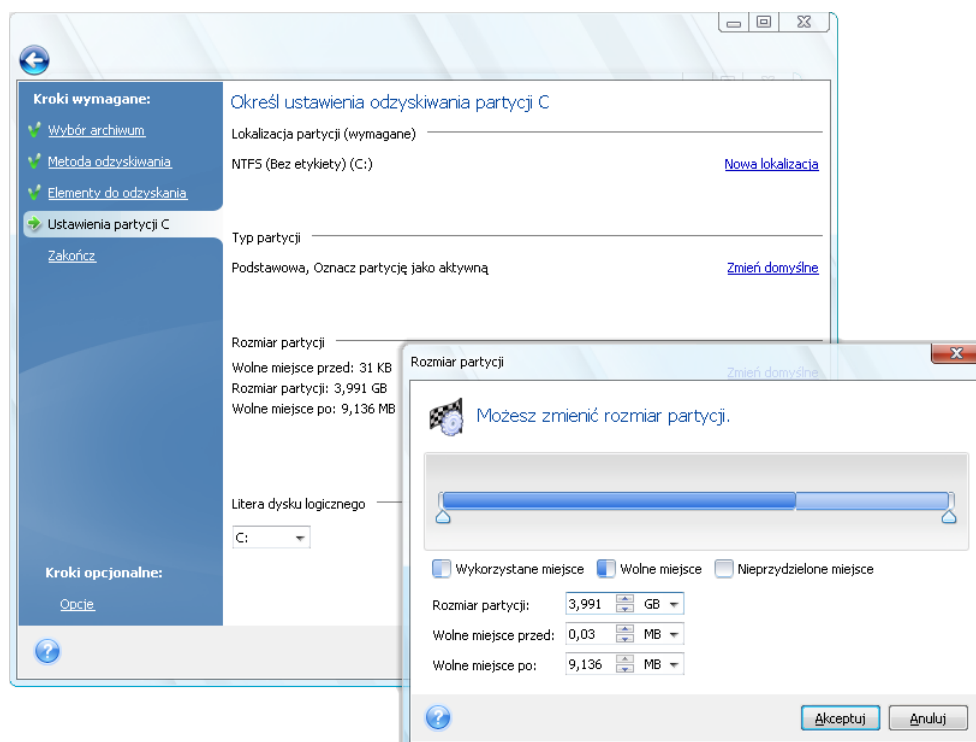 Kroki wymagane:
Wybór archiwum
Metoda odzyskiwania
Elementy do odzyskania
Ustawienia partycji C
Zakończ
Kroki opcjonalne:
Opcje
Określ ustawienia odzyskiwania partycji C
Lokalizacja partycji (wymagane)
NTFS (Bez etykiety) (C:) Nowa lokalizacja
Typ partycji
Podstawowa, Oznacz partycję jako aktywną Zmień domyślne
Rozmiar partycji
Wolne miejsce przed: 31 KB
Rozmiar partycji: 3,991 GB
Wolne miejsce po: 9,136 MB
Zmień domyślne
Litera dysku logicznego
C:
Rozmiar partycji
Możesz zmienić rozmiar partycji.
Wykorzystane miejsce Wolne miejsce Nieprzydzielone miejsce
Rozmiar partycji: 3,991 GB
Wolne miejsce przed: 0,03 MB
Wolne miejsce po: 9,136 MB
Akceptuj Anuluj